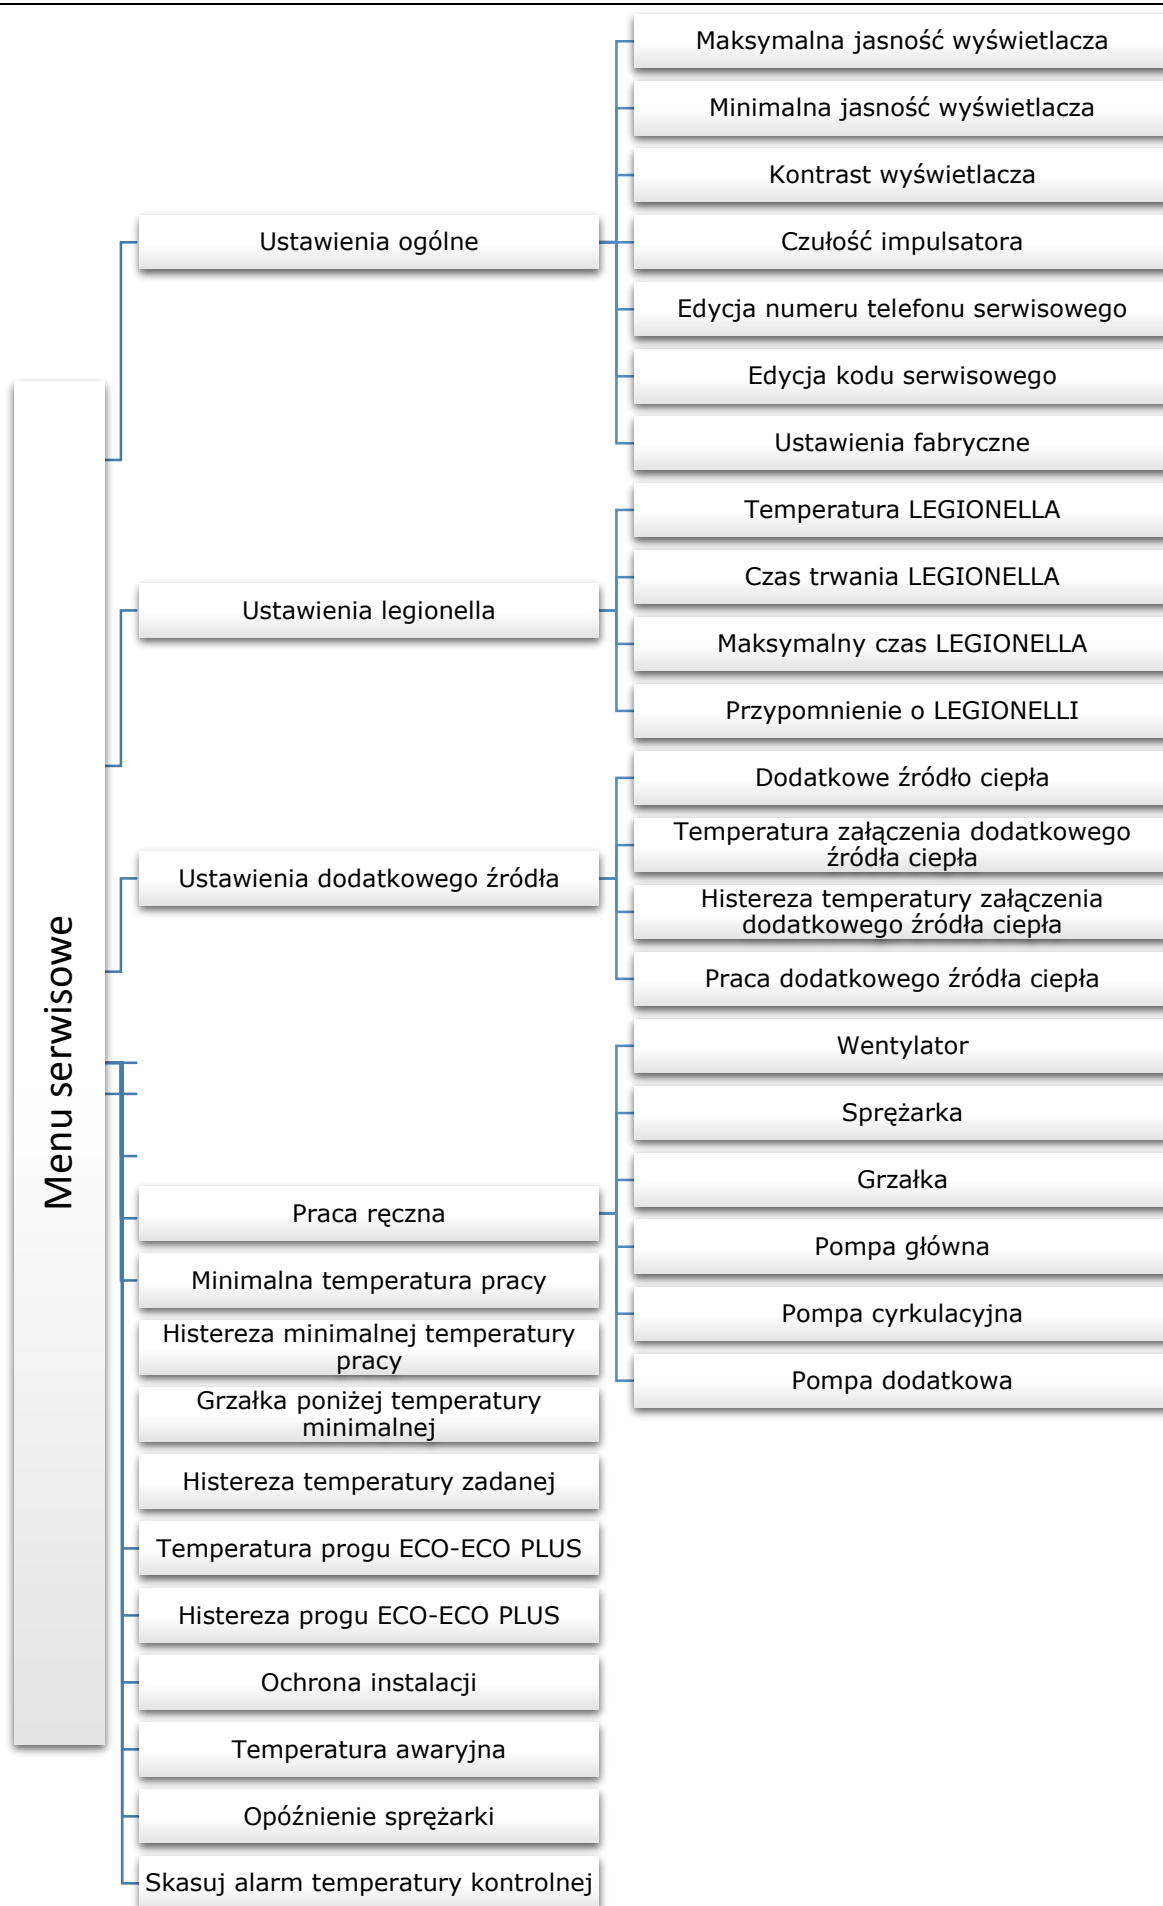 Menu serwisowe
Ustawienia ogólne
Maksymalna jasność wyświetlacza
Minimalna jasność wyświetlacza
Kontrast wyświetlacza
Czułość impulsatora
Edycja numeru telefonu serwisowego
Edycja kodu serwisowego
Ustawienia fabryczne
Ustawienia legionella
Temperatura LEGIONELLA
Czas trwania LEGIONELLA
Maksymalny czas LEGIONELLA
Przypomnienie o LEGIONELLI
Ustawienia dodatkowego źródła
Dodatkowe źródło ciepła
Temperatura załączenia dodatkowego
źródła ciepła
Histereza temperatury załączenia
dodatkowego źródła ciepła
Praca dodatkowego źródła ciepła
Praca ręczna
Wentylator
Sprężarka
Grzałka
Pompa główna
Pompa cyrkulacyjna
Pompa dodatkowa
Minimalna temperatura pracy
Histereza minimalnej temperatury
pracy
Grzałka poniżej temperatury
minimalnej
Histereza temperatury zadanej
Temperatura progu ECO-ECO PLUS
Histereza progu ECO-ECO PLUS
Ochrona instalacji
Temperatura awaryjna
Opóźnienie sprężarki
Skasuj alarm temperatury kontrolnej